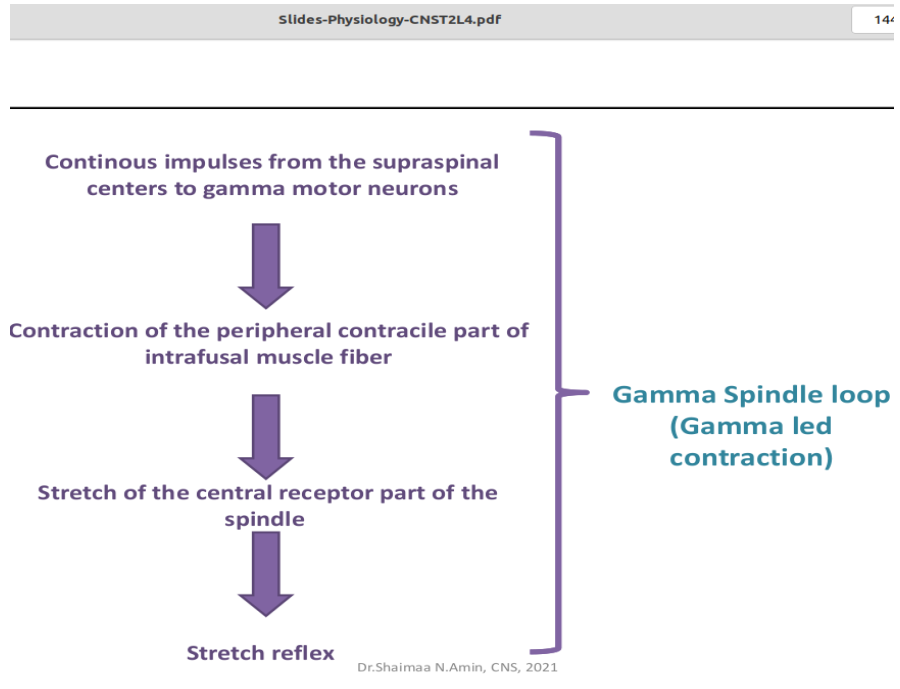 Slides-Physiology-CNST2L4.pdf
144
Continous impulses from the supraspinal
centers to gamma motor neurons
Contraction of the peripheral contracile part of
intrafusal muscle fiber
Stretch of the central receptor part of the
spindle
Stretch reflex
Gamma Spindle loop
(Gamma led
contraction)
Dr.Shaimaa N.Amin, CNS, 2021